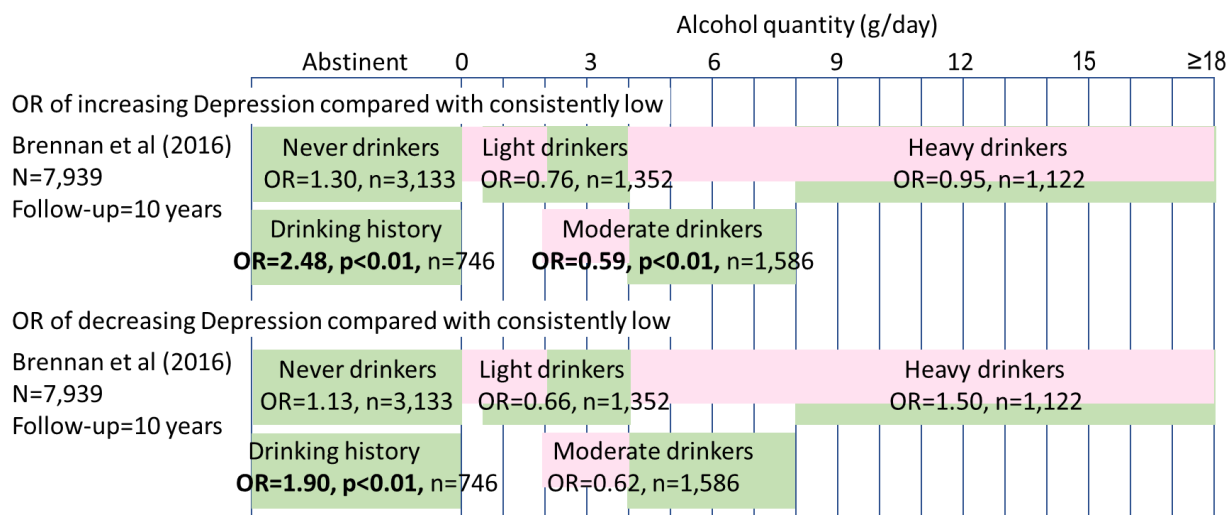 Alcohol quantity (g/day)
Abstinent 0 3 6 9 12 15 ≥18
OR of increasing Depression compared with consistently low
Brennan et al (2016)
N=7,939
Follow-up=10 years
Never drinkers
OR=1.30, n=3,133
Light drinkers
OR=0.76, n=1,352
Heavy drinkers
OR=0.95, n=1,122
Drinking history
OR=2.48, p<0.01, n=746
Moderate drinkers
OR=0.59, p<0.01, n=1,586
OR of decreasing Depression compared with consistently low
Brennan et al (2016)
N=7,939
Follow-up=10 years
Never drinkers
OR=1.13, n=3,133
Light drinkers
OR=0.66, n=1,352
Heavy drinkers
OR=1.50, n=1,122
Drinking history
OR=1.90, p<0.01, n=746
Moderate drinkers
OR=0.62, n=1,586